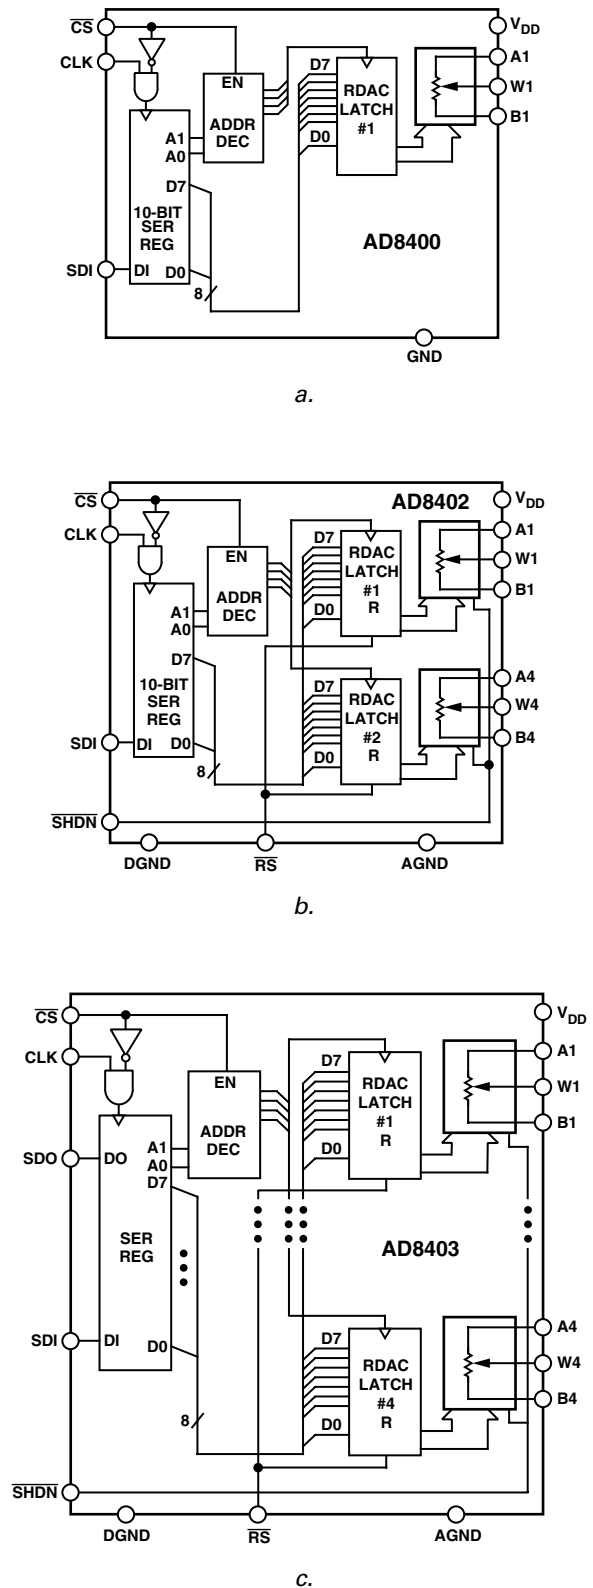 CS
CLK
SDI
EN
ADDR
DEC
A1
A0
D7
10-BIT
SER
REG
DI
D0
8
D7
D0
RDAC
LATCH
#1
VDD
A1
W1
B1
AD8400
GND
a.
AD8402
CS
CLK
SDI
SHDN
EN
ADDR
DEC
A1
A0
D7
10-BIT
SER
REG
DI
D0
8
D7
D0
RDAC
LATCH
#1
R
D7
D0
RDAC
LATCH
#2
R
VDD
A1
W1
B1
A4
W4
B4
DGND
RS
AGND
b.
CS
CLK
SDO
SDI
SHDN
EN
ADDR
DEC
DO
A1
A0
D7
SER
REG
DI
D0
8
D7
D0
RDAC
LATCH
#1
R
AD8403
D7
D0
RDAC
LATCH
#4
R
VDD
A1
W1
B1
A4
W4
B4
DGND
RS
AGND
c.